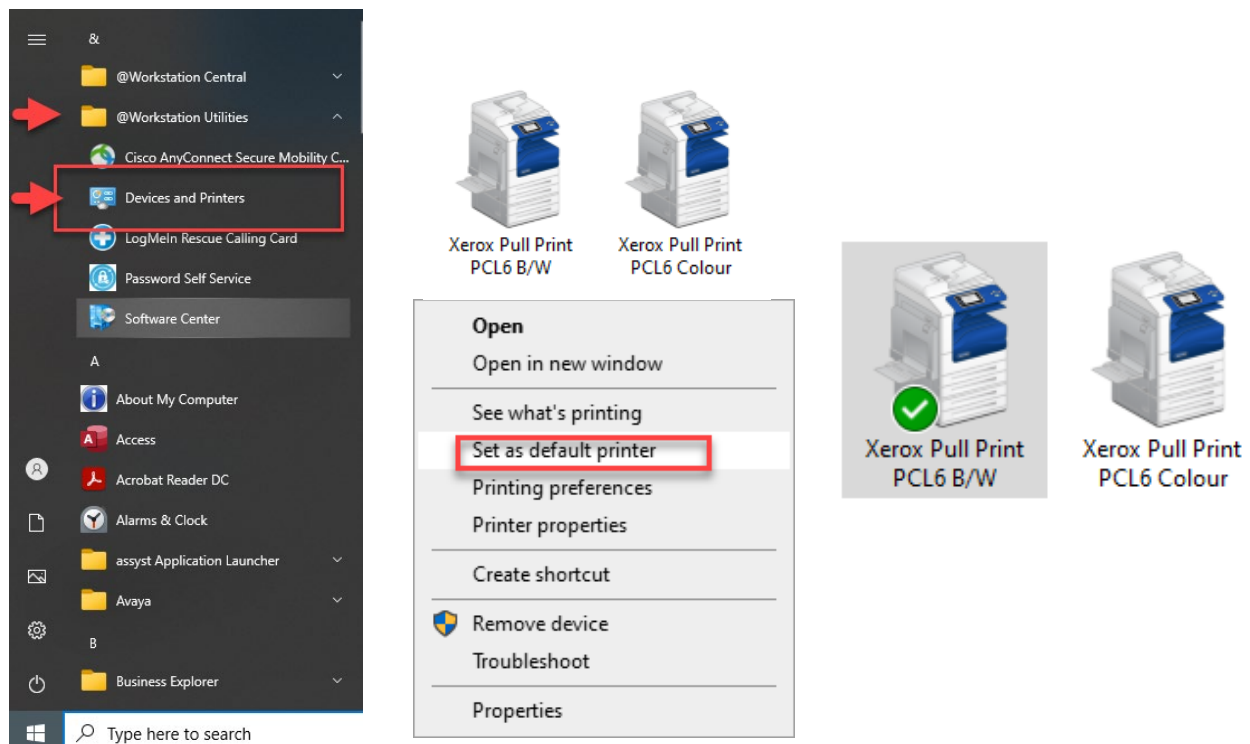 &
@Workstation Central
@Workstation Utilities
Cisco AnyConnect Secure Mobility C...
Devices and Printers
LogMeIn Rescue Calling Card
Password Self Service
Software Center
A
About My Computer
Access
Acrobat Reader DC
Alarms & Clock
assyst Application Launcher
Avaya
B
Business Explorer
Type here to search
Xerox Pull Print
PCL6 B/W
Xerox Pull Print
PCL6 Colour
Open
Open in new window
See what's printing
Set as default printer
Printing preferences
Printer properties
Create shortcut
Remove device
Troubleshoot
Properties
Xerox Pull Print
PCL6 B/W
Xerox Pull Print
PCL6 Colour